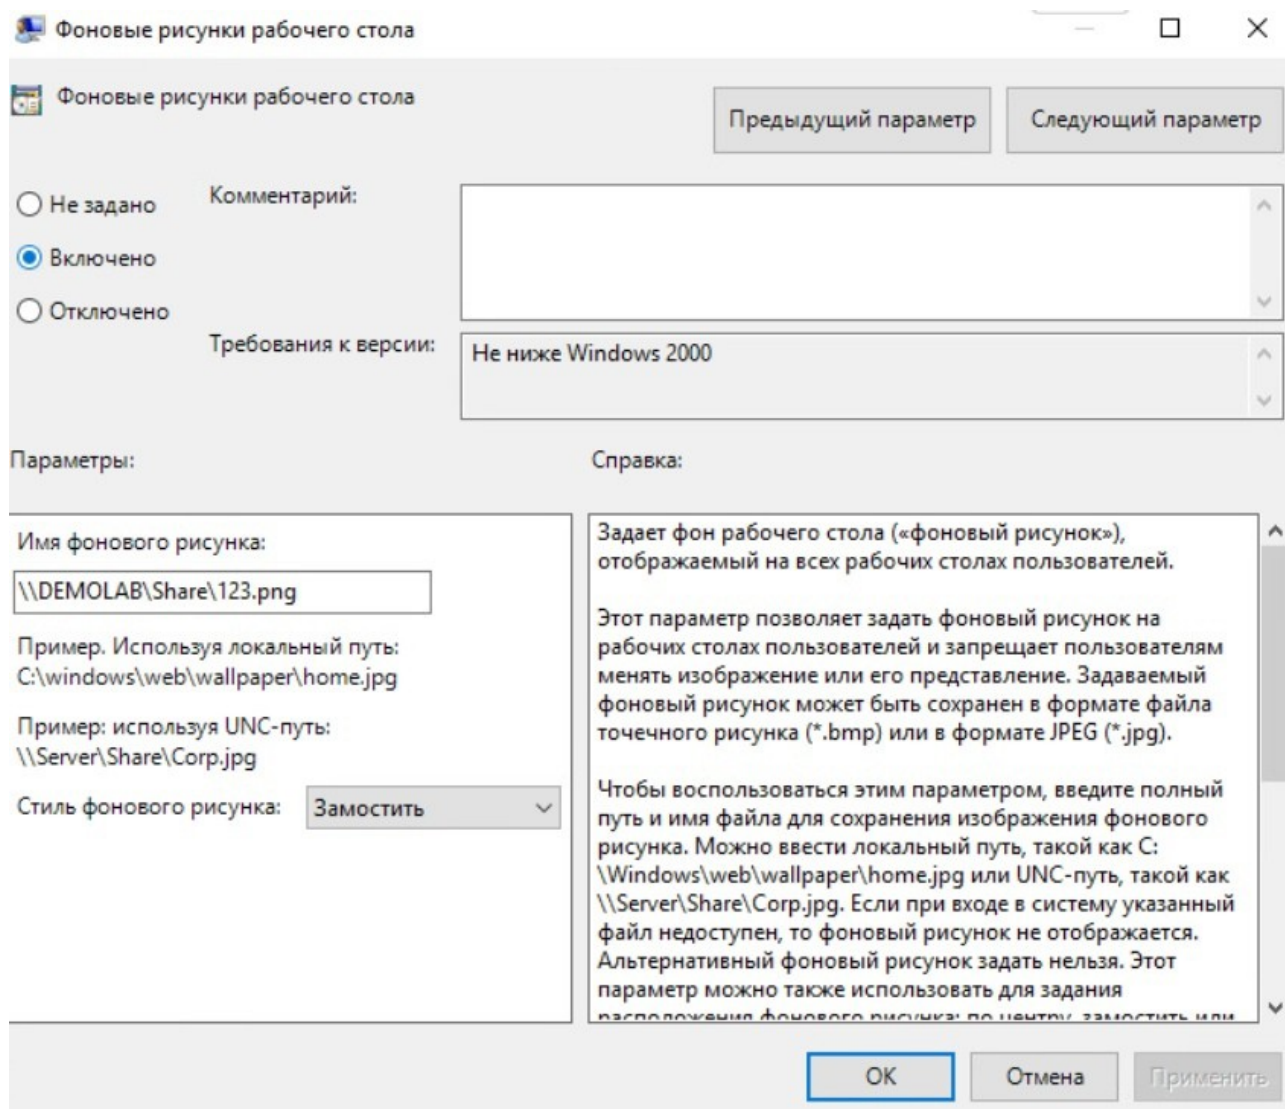 Фоновые рисунки рабочего стола
Фоновые рисунки рабочего стола
Предыдущий параметр
Следующий параметр
Не задано
Включено
Отключено
Комментарий:
Требования к версии:
Не ниже Windows 2000
Параметры:
Имя фонового рисунка:
\\DEMOLAB\Share\123.png
Пример. Используя локальный путь:
C:\windows\web\wallpaper\home.jpg
Пример: используя UNC-путь:
\\Server\Share\Corp.jpg
Стиль фонового рисунка:
Замостить
Справка:
Задает фон рабочего стола («фоновый рисунок»),
отображаемый на всех рабочих столах пользователей.
Этот параметр позволяет задать фоновый рисунок на
рабочих столах пользователей и запрещает пользователям
менять изображение или его представление. Задаваемый
фоновый рисунок может быть сохранен в формате файла
точечного рисунка (*.bmp) или в формате JPEG (*.jpg).
Чтобы воспользоваться этим параметром, введите полный
путь и имя файла для сохранения изображения фонового
рисунка. Можно ввести локальный путь, такой как C:
\Windows\web\wallpaper\home.jpg или UNC-путь, такой как
\\Server\Share\Corp.jpg. Если при входе в систему указанный
файл недоступен, то фоновый рисунок не отображается.
Альтернативный фоновый рисунок задать нельзя. Этот
параметр можно также использовать для задания
расположения фонового рисунка: по центру, замостить или
ОК
Отмена
Применить